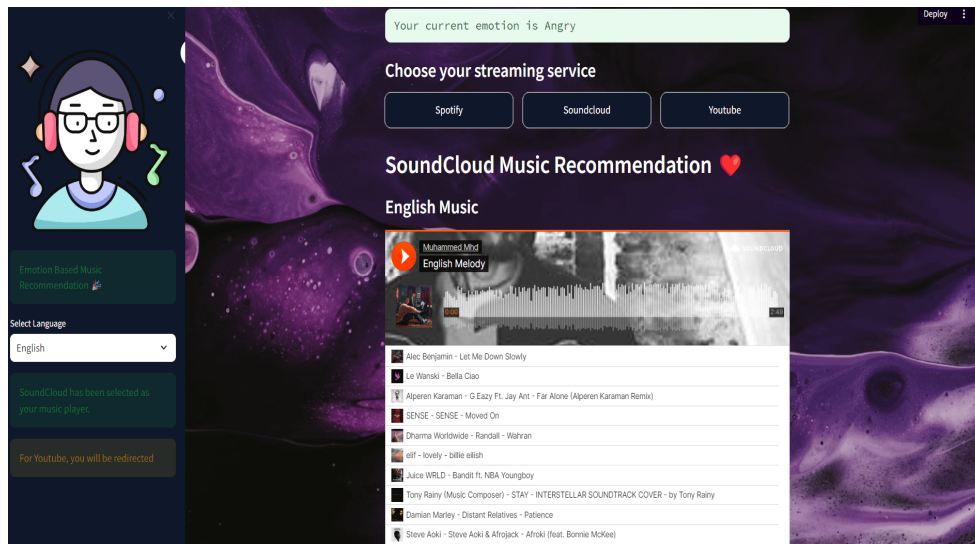 Deploy
Your current emotion is Angry
Choose your streaming service
Spotify
Soundcloud
Youtube
SoundCloud Music Recommendation
English Music
Muhammed Mhd
English Melody
SOUNDCLOUD
0:00
2:49
Alec Benjamin - Let Me Down Slowly
Le Wanski - Bella Ciao
Alperen Karaman - G Eazy Ft. Jay Ant - Far Alone (Alperen Karaman Remix)
SENSE - SENSE - Moved On
Dharma Worldwide - Randall - Wahran
elif - lovely - billie eilish
Juice WRLD - Bandit ft. NBA Youngboy
Tony Rainy (Music Composer) - STAY - INTERSTELLAR SOUNDTRACK COVER - by Tony Rainy
Damian Marley - Distant Relatives - Patience
Steve Aoki - Steve Aoki & Afrojack - Afroki (feat. Bonnie McKee)
Emotion Based Music
Recommendation
Select Language
English
SoundCloud has been selected as
your music player.
For Youtube, you will be redirected